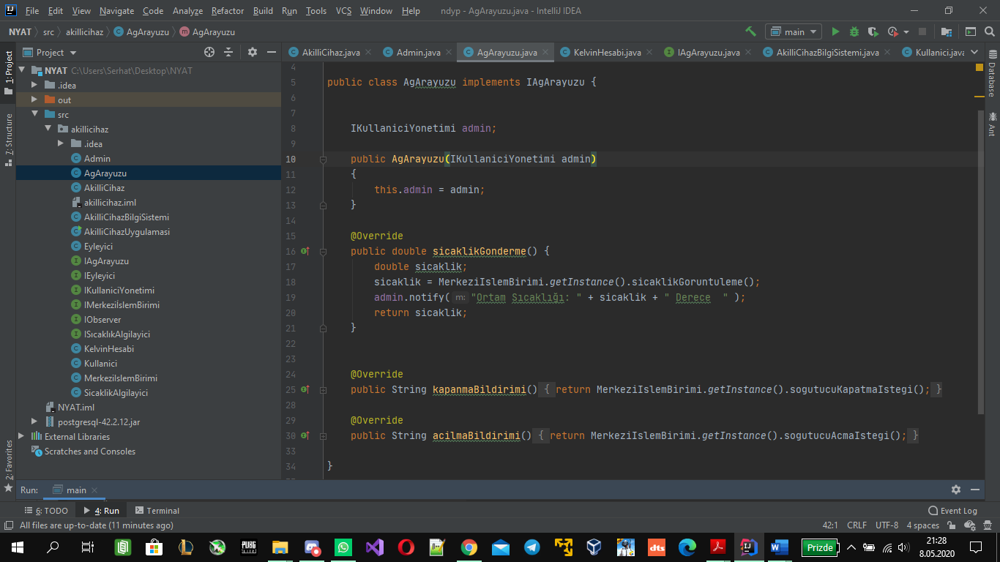 File Edit View Navigate Code Analyze Refactor Build Run Tools VCS Window Help ndyp - AgArayuzu.java - IntelliJ IDEA
NYAT src akillicihaz AgArayuzu AgArayuzu main
1: Project
7: Structure
2: Favorites
Project
NYAT C:\Users\Serhat\Desktop\NYAT
.idea
out
src
akillicihaz
.idea
Admin
AgArayuzu
AkilliCihaz
akillicihaz.iml
AkilliCihazBilgiSistemi
AkilliCihazUygulamasi
Eyleyici
IAgArayuzu
IEyleyici
IKullaniciYonetimi
IMerkeziİslemBirimi
IObserver
ISıcaklıkAlgilayici
KelvinHesabi
Kullanici
MerkeziIslemBirimi
SicaklikAlgilayici
NYAT.iml
postgresql-42.2.12.jar
External Libraries
Scratches and Consoles
AkilliCihaz.java Admin.java AgArayuzu.java KelvinHesabi.java IAgArayuzu.java AkilliCihazBilgiSistemi.java Kullanici.java
4
5 public class AgArayuzu implements IAgArayuzu {
6
7
8 IKullaniciYonetimi admin;
9
10 public AgArayuzu(IKullaniciYonetimi admin)
11 {
12 this.admin = admin;
13 }
14
15 @Override
16 public double sicaklikGonderme() {
17 double sicaklik;
18 sicaklik = MerkeziIslemBirimi.getInstance().sicaklikGoruntuleme();
19 admin.notify( m: "Ortam Sıcaklığı: " + sicaklik + " Derece  " );
20 return sicaklik;
21 }
22
23
24 @Override
25 public String kapanmaBildirimi() { return MerkeziIslemBirimi.getInstance().sogutucuKapatmaIstegi(); }
28
29 @Override
30 public String acilmaBildirimi() { return MerkeziIslemBirimi.getInstance().sogutucuAcmaIstegi(); }
33
34 }
Database
Ant
Run: main
6: TODO 4: Run Terminal Event Log
All files are up-to-date (11 minutes ago) 42:1 CRLF UTF-8 4 spaces
PUBG dts W Prizde 21:28
8.05.2020